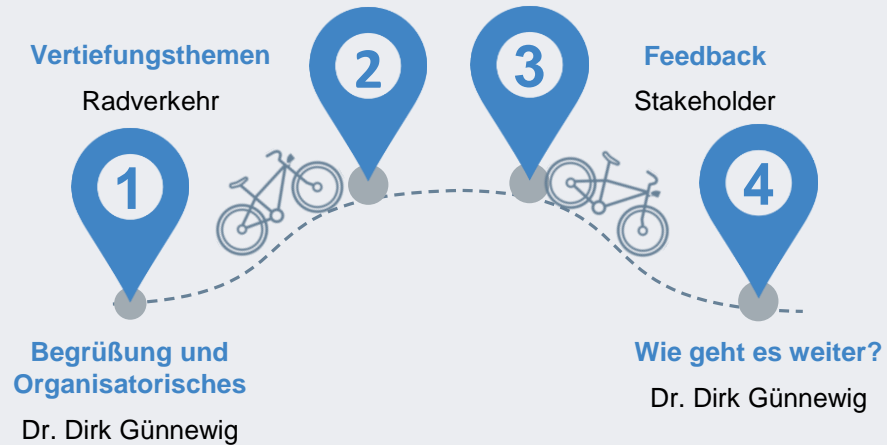 1
Begrüßung und
Organisatorisches
Dr. Dirk Günnewig
2
Vertiefungsthemen
Radverkehr
3
Feedback
Stakeholder
4
Wie geht es weiter?
Dr. Dirk Günnewig